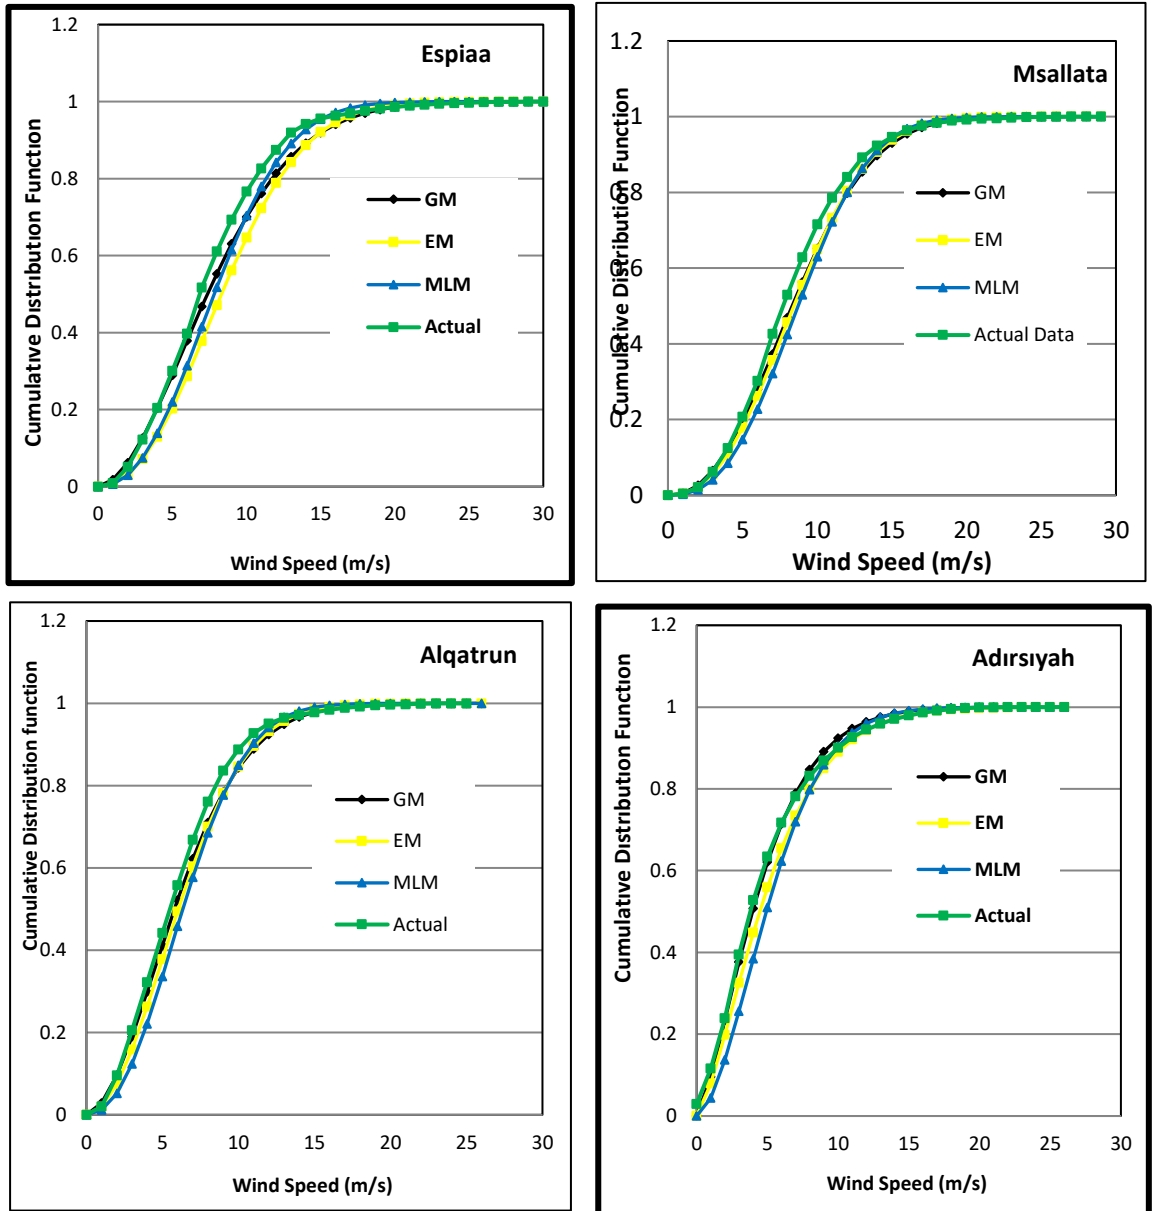 Espiaa
Cumulative Distribution Function
1.2
1
0.8
0.6
0.4
0.2
0
GM
EM
MLM
Actual
0 5 10 15 20 25 30
Wind Speed (m/s)
Msallata
Cumulative Distribution Function
1.2
1
0.8
0.6
0.4
0.2
0
GM
EM
MLM
Actual Data
0 5 10 15 20 25 30
Wind Speed (m/s)
Alqatrun
Cumulative Distribution function
1.2
1
0.8
0.6
0.4
0.2
0
GM
EM
MLM
Actual
0 5 10 15 20 25 30
Wind Speed (m/s)
Adırsıyah
Cumulative Distribution Function
1.2
1
0.8
0.6
0.4
0.2
0
GM
EM
MLM
Actual
0 5 10 15 20 25 30
Wind Speed (m/s)